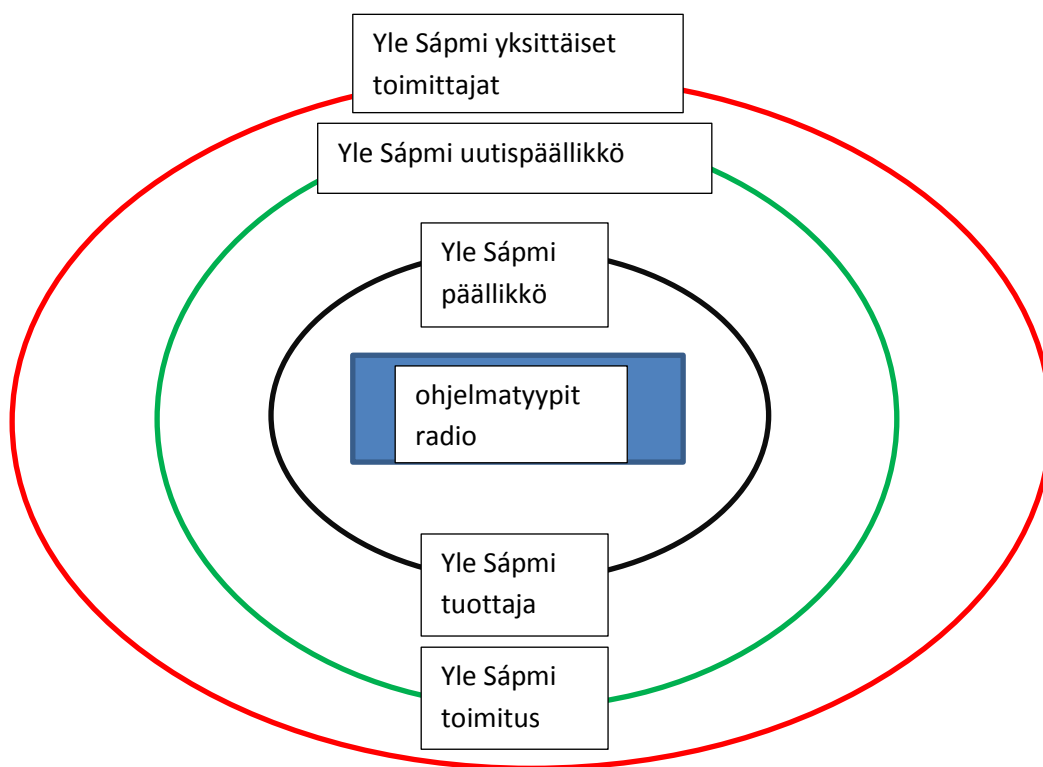 Yle Sápmi yksittäiset
toimittajat
Yle Sápmi uutispäällikkö
Yle Sápmi
päällikkö
ohjelmatyypit
radio
Yle Sápmi
tuottaja
Yle Sápmi
toimitus